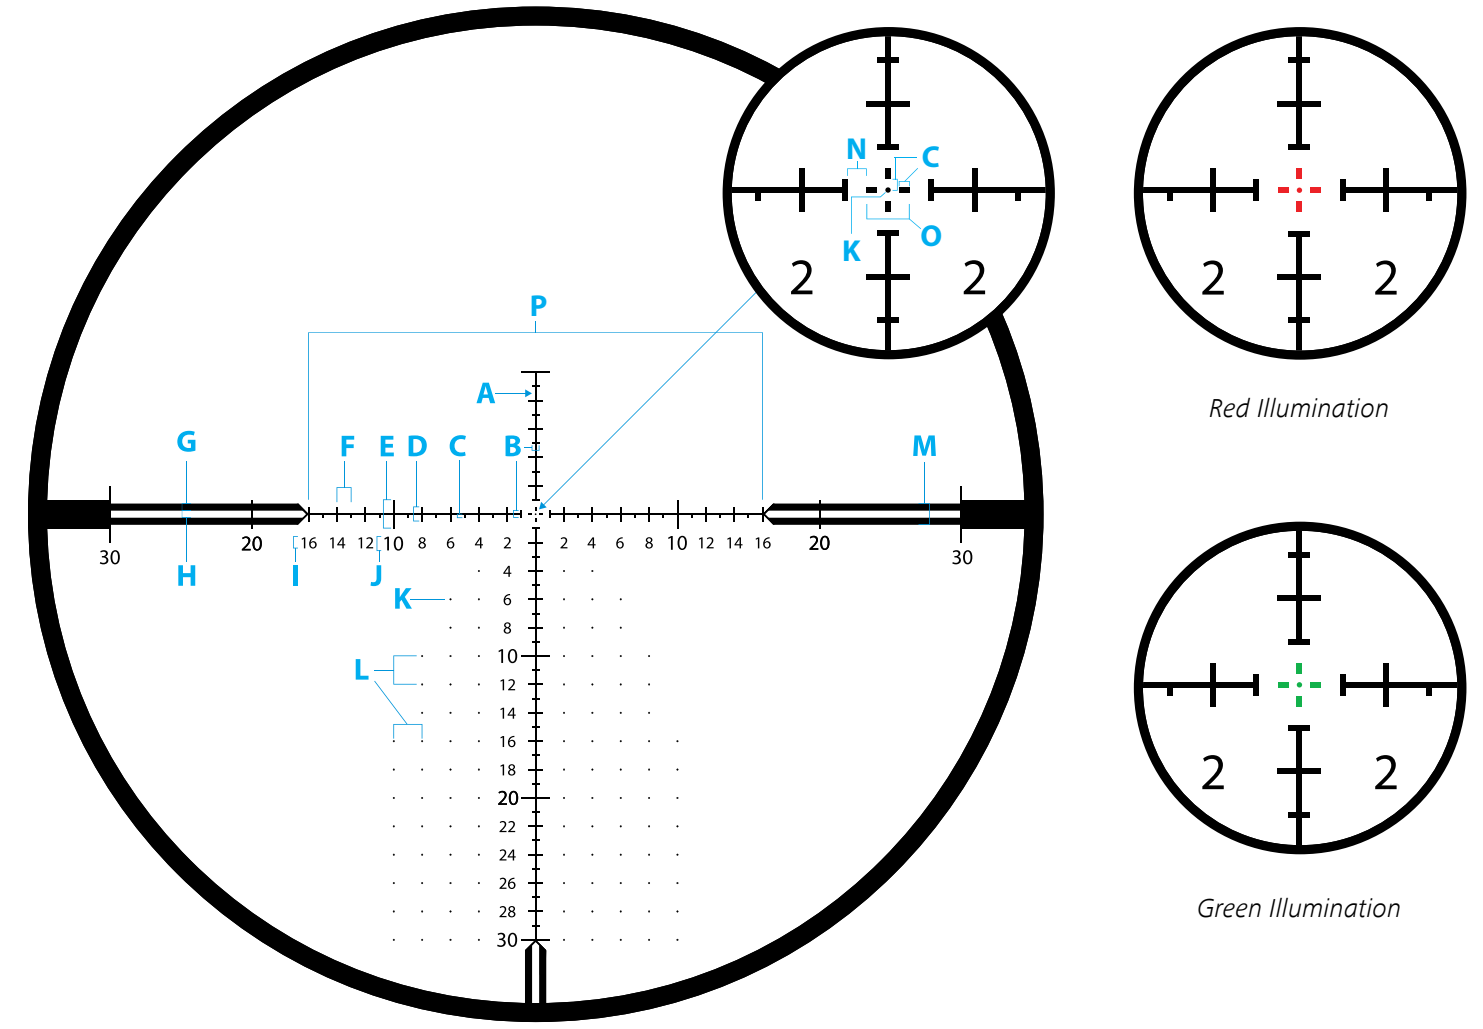 N C
K O
2 2
P
A
G F E D C B M
30 20 16 14 12 10 8 6 4 2 2 4 6 8 10 12 14 16 20 30
H I J
4
K 6
8
L 10
12
14
16
18
20
22
24
26
28
30
2 2
Red Illumination
2 2
Green Illumination